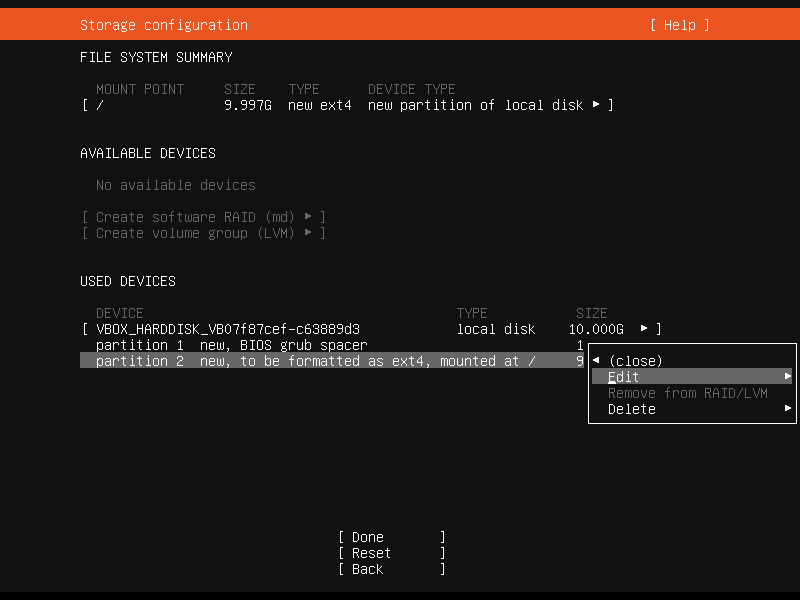 Storage configuration [ Help ]
FILE SYSTEM SUMMARY
MOUNT POINT SIZE TYPE DEVICE TYPE
[ / 9.997G new ext4 new partition of local disk ▸ ]
AVAILABLE DEVICES
No available devices
[ Create software RAID (md) ▸ ]
[ Create volume group (LVM) ▸ ]
USED DEVICES
DEVICE TYPE SIZE
[ VBOX_HARDDISK_VB07f87cef-c63889d3 local disk 10.000G ▸ ]
partition 1 new, BIOS grub spacer 1
partition 2 new, to be formatted as ext4, mounted at / 9
◂ (close)
Edit ▸
Remove from RAID/LVM
Delete ▸
[ Done ]
[ Reset ]
[ Back ]